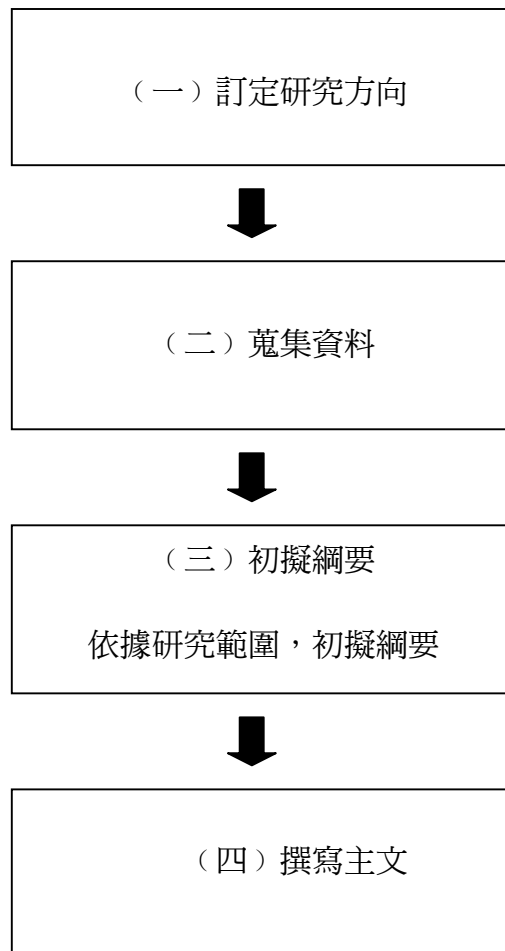 （一）訂定研究方向
（二）蒐集資料
（三）初擬綱要
依據研究範圍，初擬綱要
（四）撰寫主文